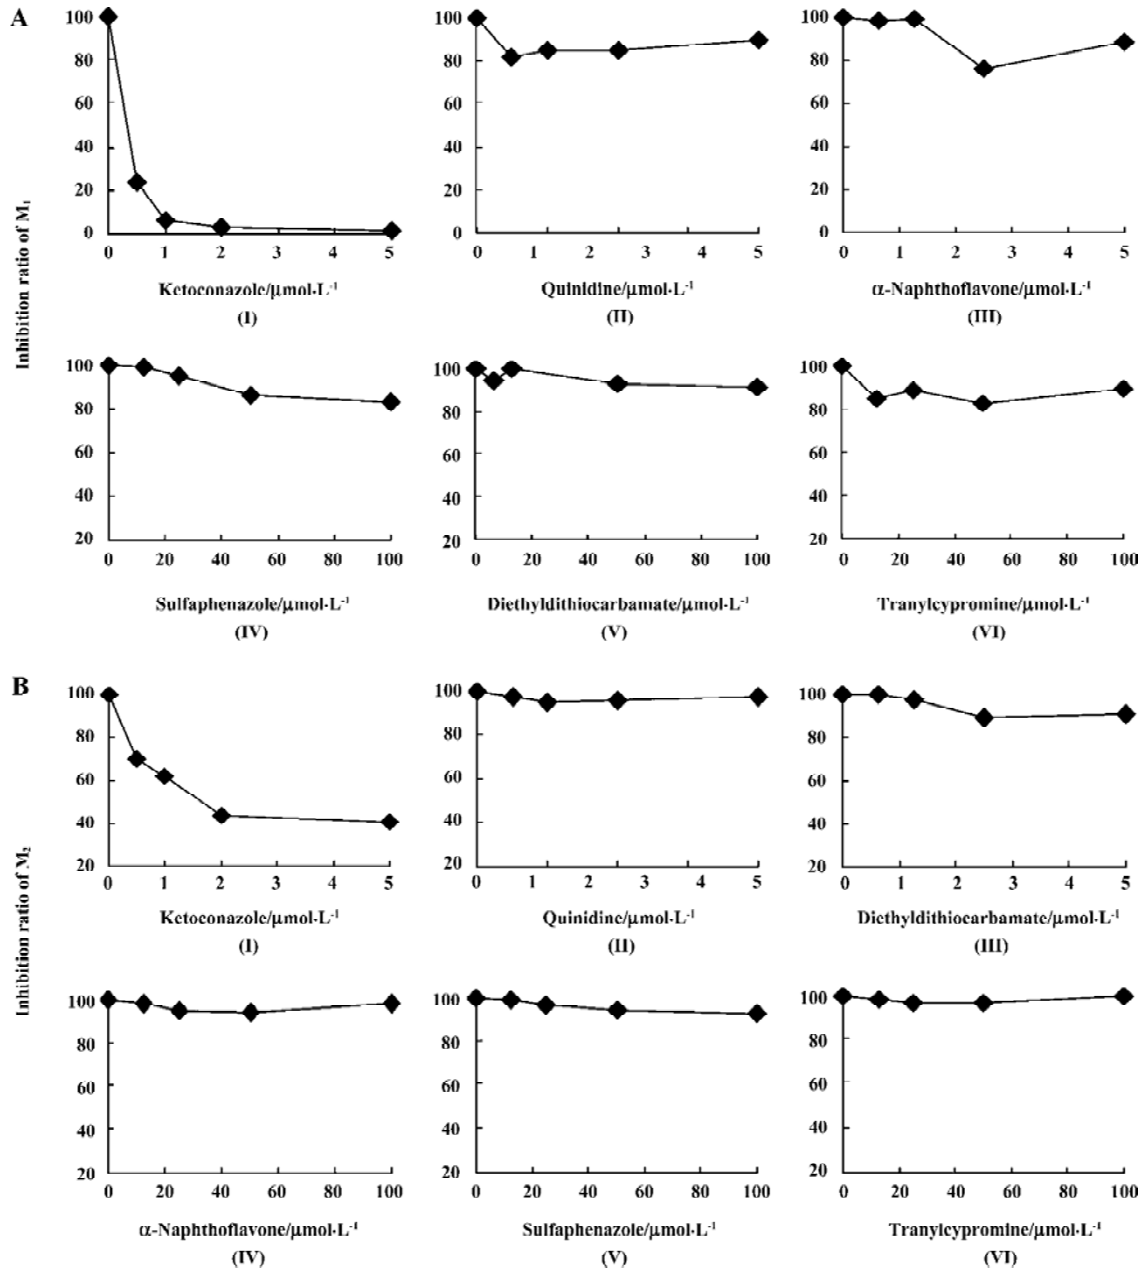 A
Inhibition ratio of M1
100
80
60
40
20
0
0 1 2 3 4 5
Ketoconazole/μmol·L-1
(I)
100
80
60
40
20
0
0 1 2 3 4 5
Quinidine/μmol·L-1
(II)
100
80
60
40
20
0
0 1 2 3 4 5
α-Naphthoflavone/μmol·L-1
(III)
100
80
60
40
20
0 20 40 60 80 100
Sulfaphenazole/μmol·L-1
(IV)
100
80
60
40
20
0 20 40 60 80 100
Diethyldithiocarbamate/μmol·L-1
(V)
100
80
60
40
20
0 20 40 60 80 100
Tranylcypromine/μmol·L-1
(VI)
B
Inhibition ratio of M2
100
80
60
40
20
0 1 2 3 4 5
Ketoconazole/μmol·L-1
(I)
100
80
60
40
20
0 1 2 3 4 5
Quinidine/μmol·L-1
(II)
100
80
60
40
20
0 1 2 3 4 5
Diethyldithiocarbamate/μmol·L-1
(III)
100
80
60
40
20
0 20 40 60 80 100
α-Naphthoflavone/μmol·L-1
(IV)
100
80
60
40
20
0 20 40 60 80 100
Sulfaphenazole/μmol·L-1
(V)
100
80
60
40
20
0 20 40 60 80 100
Tranylcypromine/μmol·L-1
(VI)